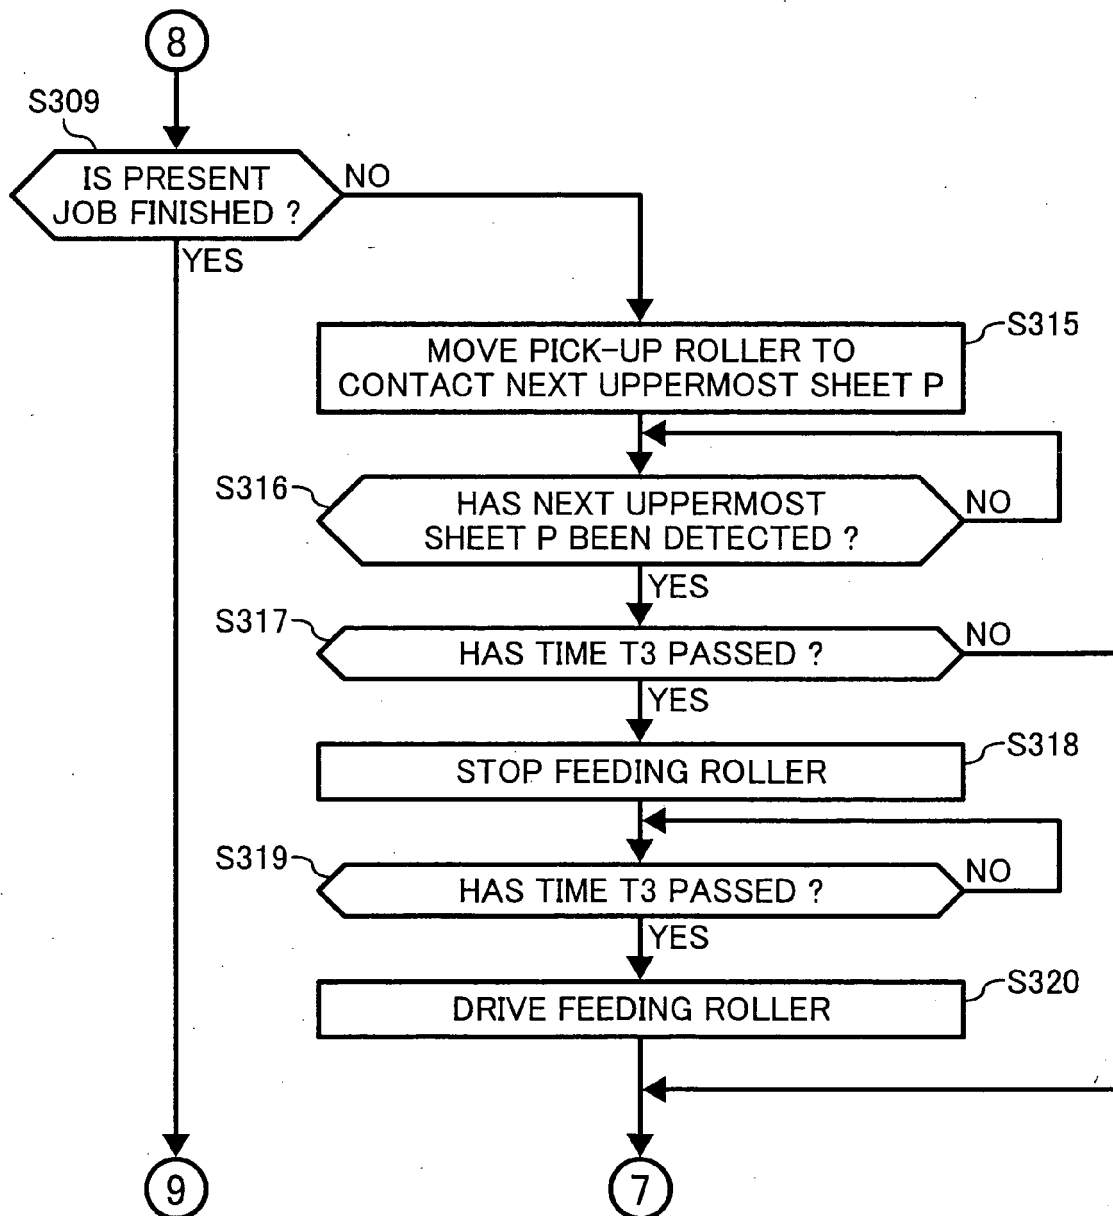 8
S309
IS PRESENT
JOB FINISHED ?
NO
YES
S315
MOVE PICK-UP ROLLER TO
CONTACT NEXT UPPERMOST SHEET P
S316
HAS NEXT UPPERMOST
SHEET P BEEN DETECTED ?
NO
YES
S317
HAS TIME T3 PASSED ?
NO
YES
S318
STOP FEEDING ROLLER
S319
HAS TIME T3 PASSED ?
NO
YES
S320
DRIVE FEEDING ROLLER
9
7